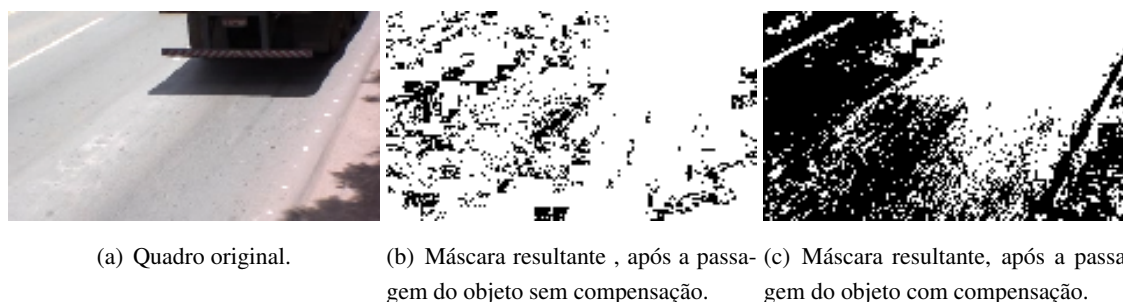 (a) Quadro original.
(b) Máscara resultante , após a passa-
gem do objeto sem compensação.
(c) Máscara resultante, após a passa
gem do objeto com compensação.